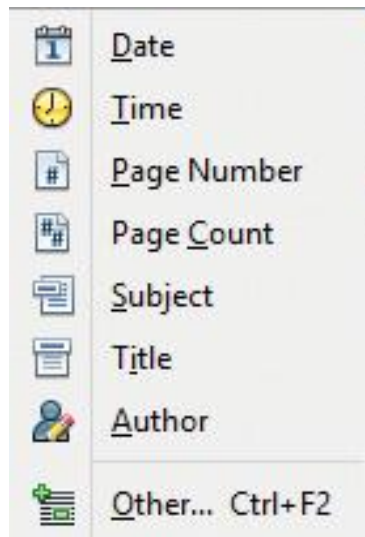 Date
Time
Page Number
Page Count
Subject
Title
Author
Other... Ctrl+F2